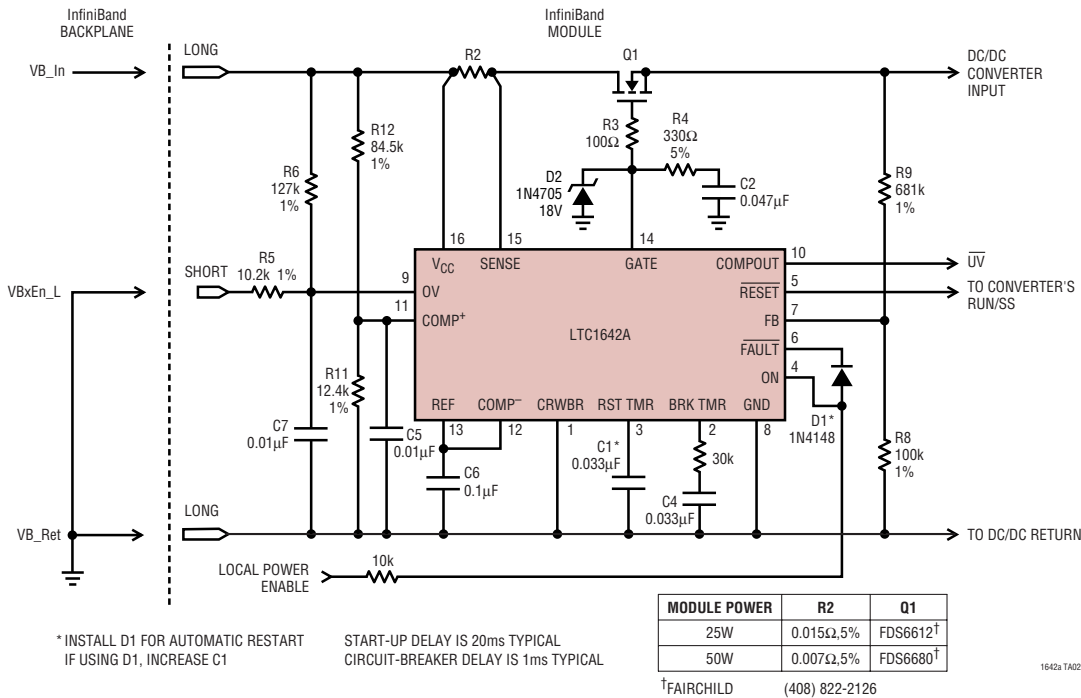 InfiniBand
BACKPLANE
InfiniBand
MODULE
LONG
R2
Q1
VB_In
DC/DC
CONVERTER
INPUT
R12
84.5k
1%
R3
100Ω
R4
330Ω
5%
R6
127k
1%
D2
1N4705
18V
C2
0.047µF
R9
681k
1%
16
15
14
VCC
SENSE
GATE
COMPOUT
10
UV
SHORT
R5
10.2k 1%
9
OV
RESET
5
TO CONVERTER'S
RUN/SS
VBxEn_L
11
COMP+
FB
7
LTC1642A
FAULT
6
ON
4
R11
12.4k
1%
REF
COMP–
CRWBR
RST TMR
BRK TMR
GND
D1*
1N4148
13
12
1
3
2
8
C7
0.01µF
C5
0.01µF
C6
0.1µF
C1*
0.033µF
30k
C4
0.033µF
R8
100k
1%
VB_Ret
LONG
TO DC/DC RETURN
LOCAL POWER
ENABLE
10k
MODULE POWER R2 Q1
25W 0.015Ω,5% FDS6612†
50W 0.007Ω,5% FDS6680†
†FAIRCHILD (408) 822-2126
* INSTALL D1 FOR AUTOMATIC RESTART
IF USING D1, INCREASE C1
START-UP DELAY IS 20ms TYPICAL
CIRCUIT-BREAKER DELAY IS 1ms TYPICAL
1642a TA02